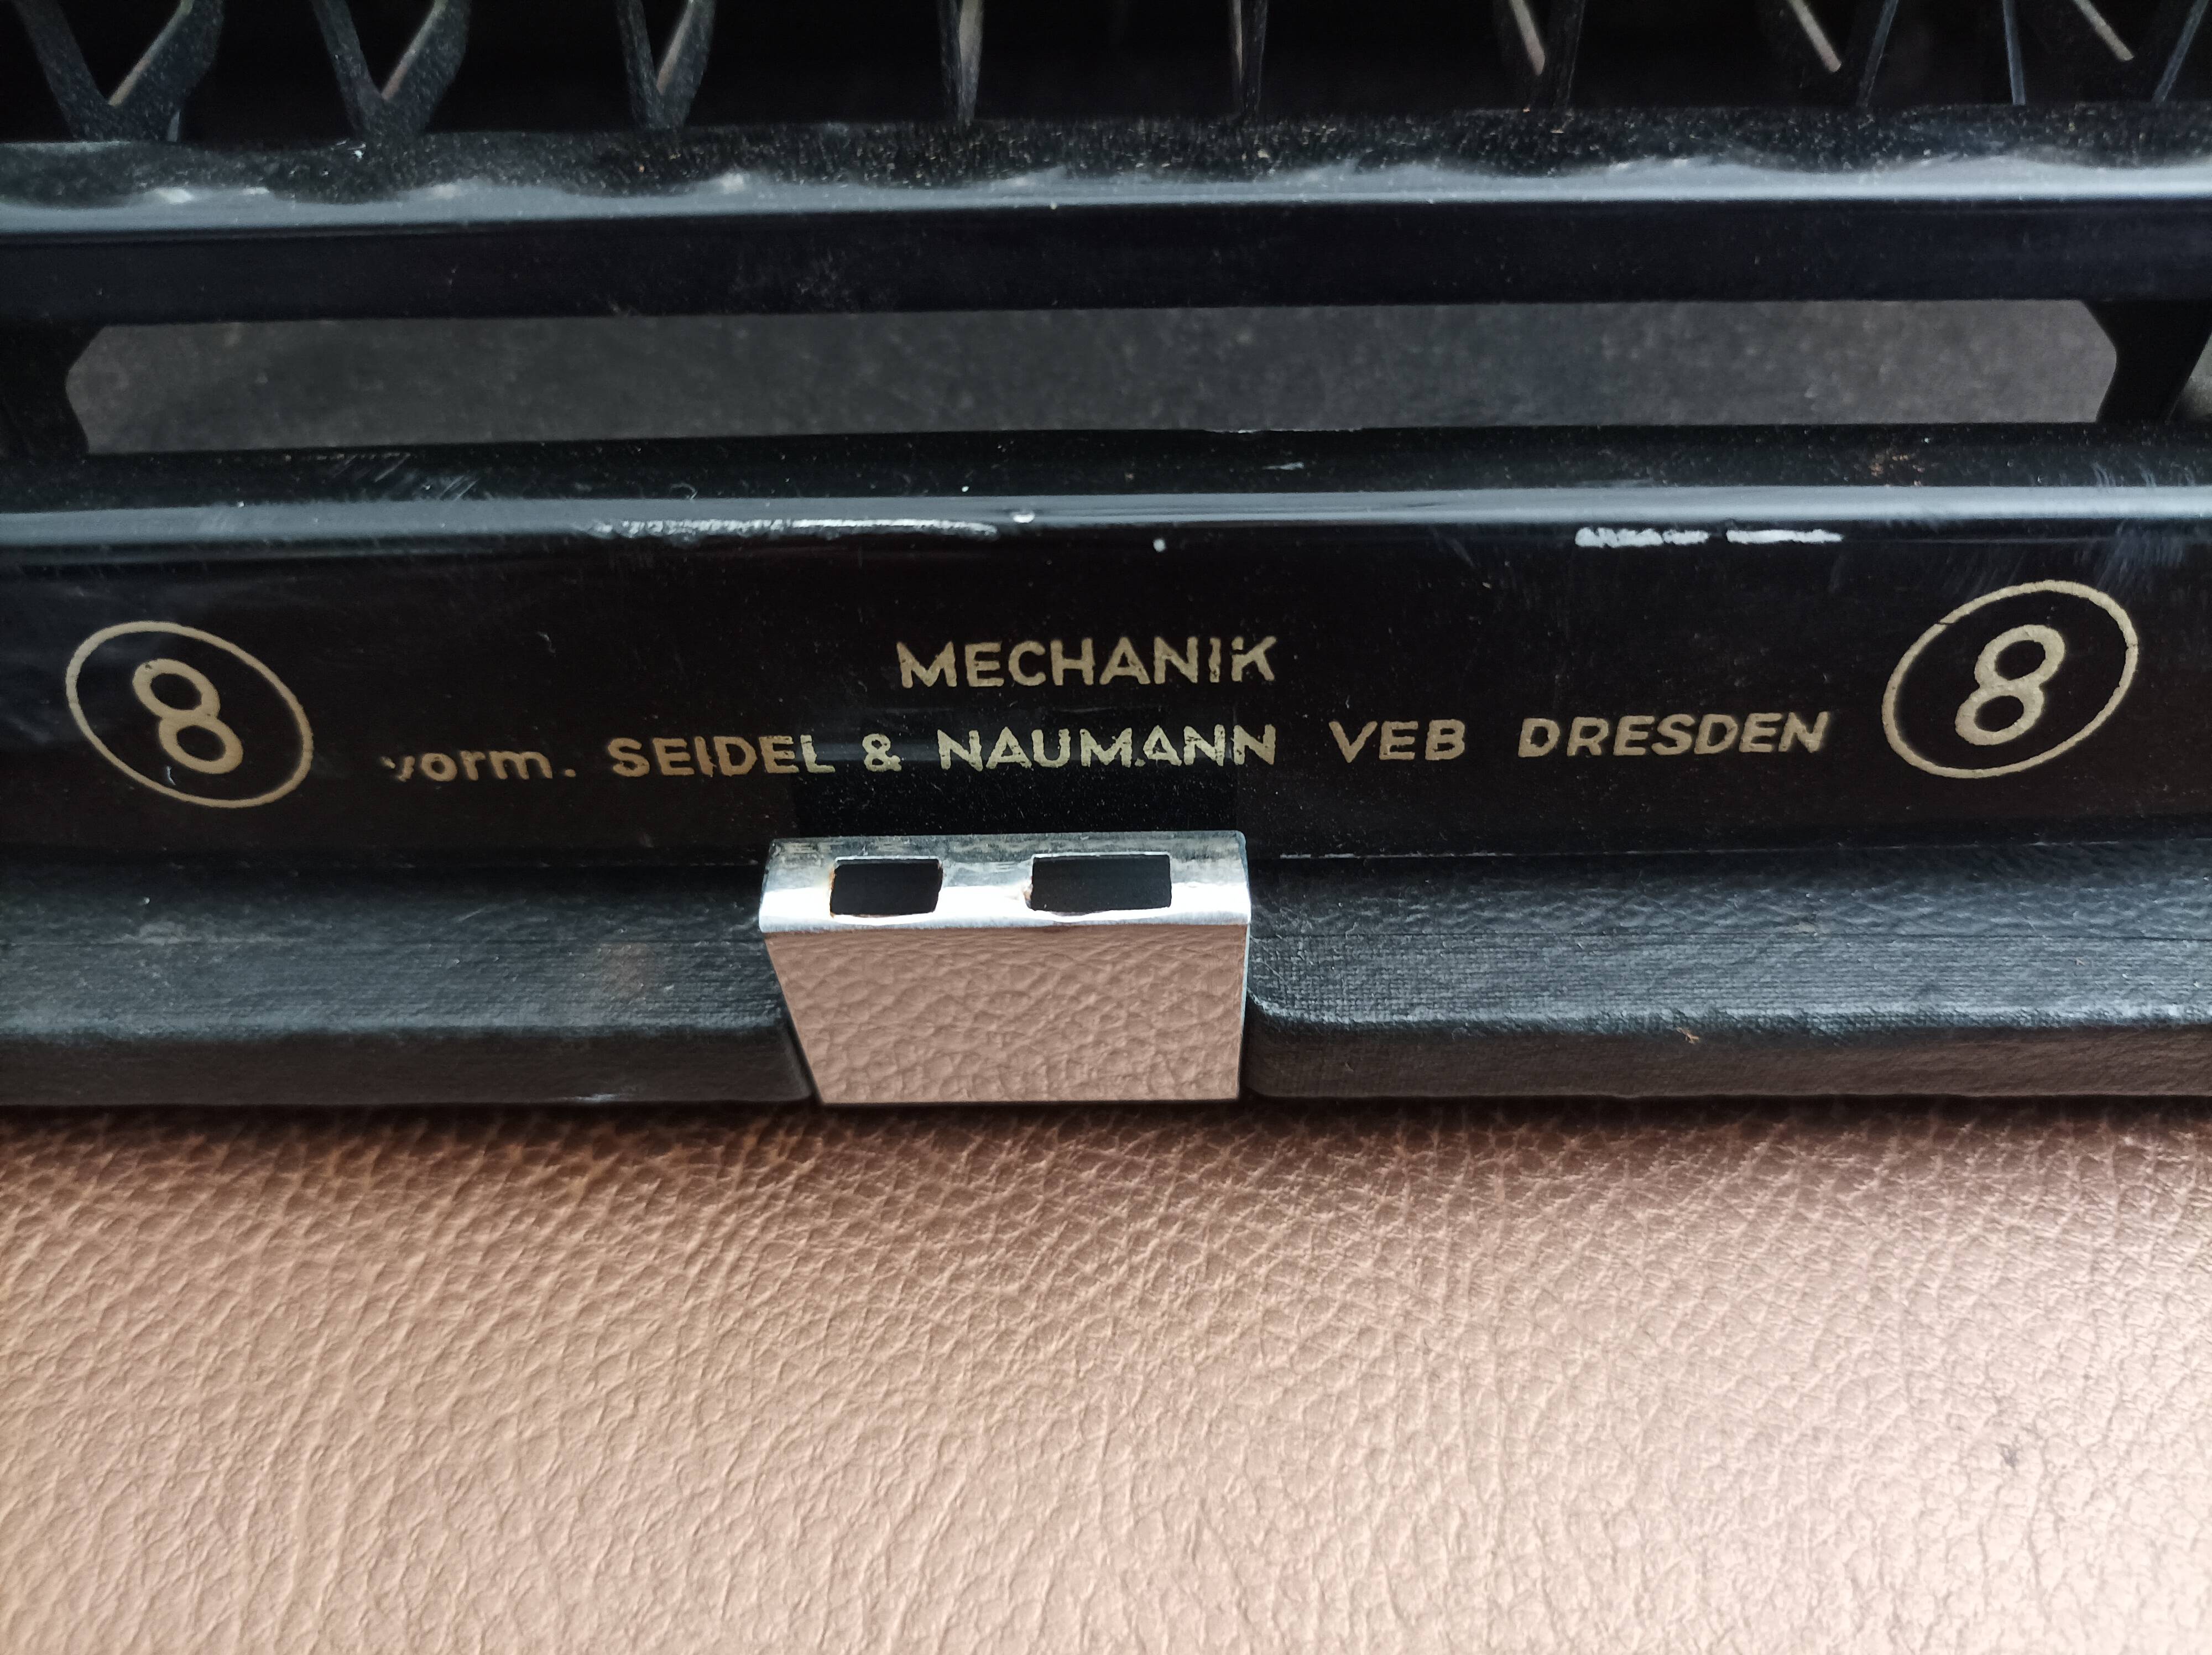 MECHANIK
8 vorm. SEIDEL & NAUMANN VEB DRESDEN 8